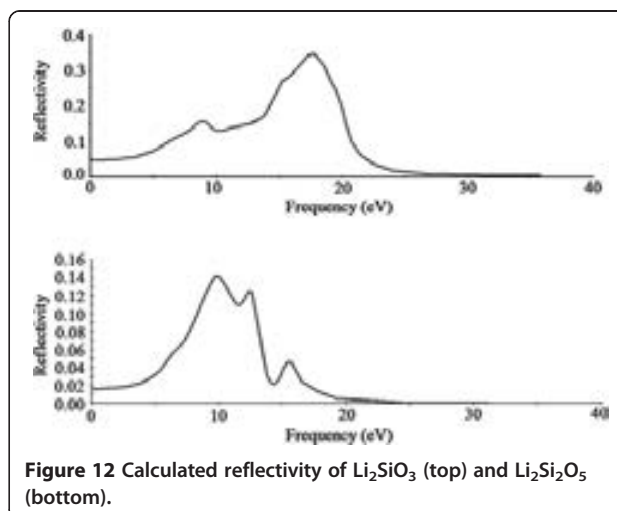 0.4
0.3
0.2
0.1
0.0
Reflectivity
0 10 20 30 40
Frequency (eV)
0.16
0.14
0.12
0.10
0.08
0.06
0.04
0.02
0.00
Reflectivity
0 10 20 30 40
Frequency (eV)
Figure 12 Calculated reflectivity of Li₂SiO₃ (top) and Li₂Si₂O₅
(bottom).